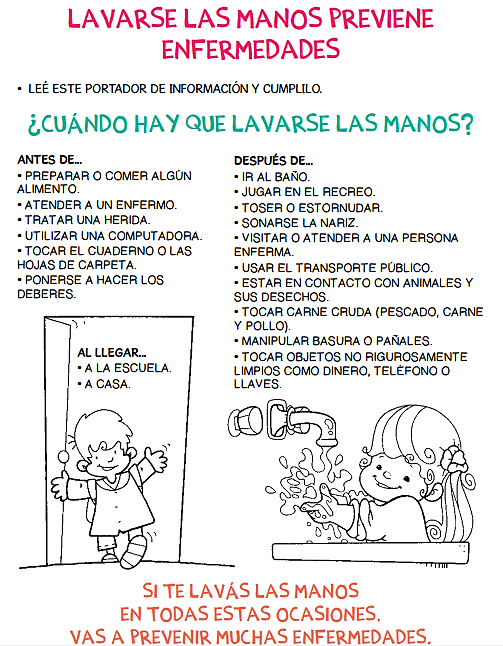 LAVARSE LAS MANOS PREVIENE
ENFERMEDADES
• LEÉ ESTE PORTADOR DE INFORMACIÓN Y CUMPLILO.
¿CUÁNDO HAY QUE LAVARSE LAS MANOS?
ANTES DE...
• PREPARAR O COMER ALGÚN
ALIMENTO.
• ATENDER A UN ENFERMO.
• TRATAR UNA HERIDA.
• UTILIZAR UNA COMPUTADORA.
• TOCAR EL CUADERNO O LAS
HOJAS DE CARPETA.
• PONERSE A HACER LOS
DEBERES.
DESPUÉS DE...
• IR AL BAÑO.
• JUGAR EN EL RECREO.
• TOSER O ESTORNUDAR.
• SONARSE LA NARIZ.
• VISITAR O ATENDER A UNA PERSONA
ENFERMA.
• USAR EL TRANSPORTE PÚBLICO.
• ESTAR EN CONTACTO CON ANIMALES Y
SUS DESECHOS.
• TOCAR CARNE CRUDA (PESCADO, CARNE
Y POLLO).
• MANIPULAR BASURA O PAÑALES.
• TOCAR OBJETOS NO RIGUROSAMENTE
LIMPIOS COMO DINERO, TELÉFONO O
LLAVES.
AL LLEGAR...
• A LA ESCUELA.
• A CASA.
SI TE LAVÁS LAS MANOS
EN TODAS ESTAS OCASIONES,
VAS A PREVENIR MUCHAS ENFERMEDADES.